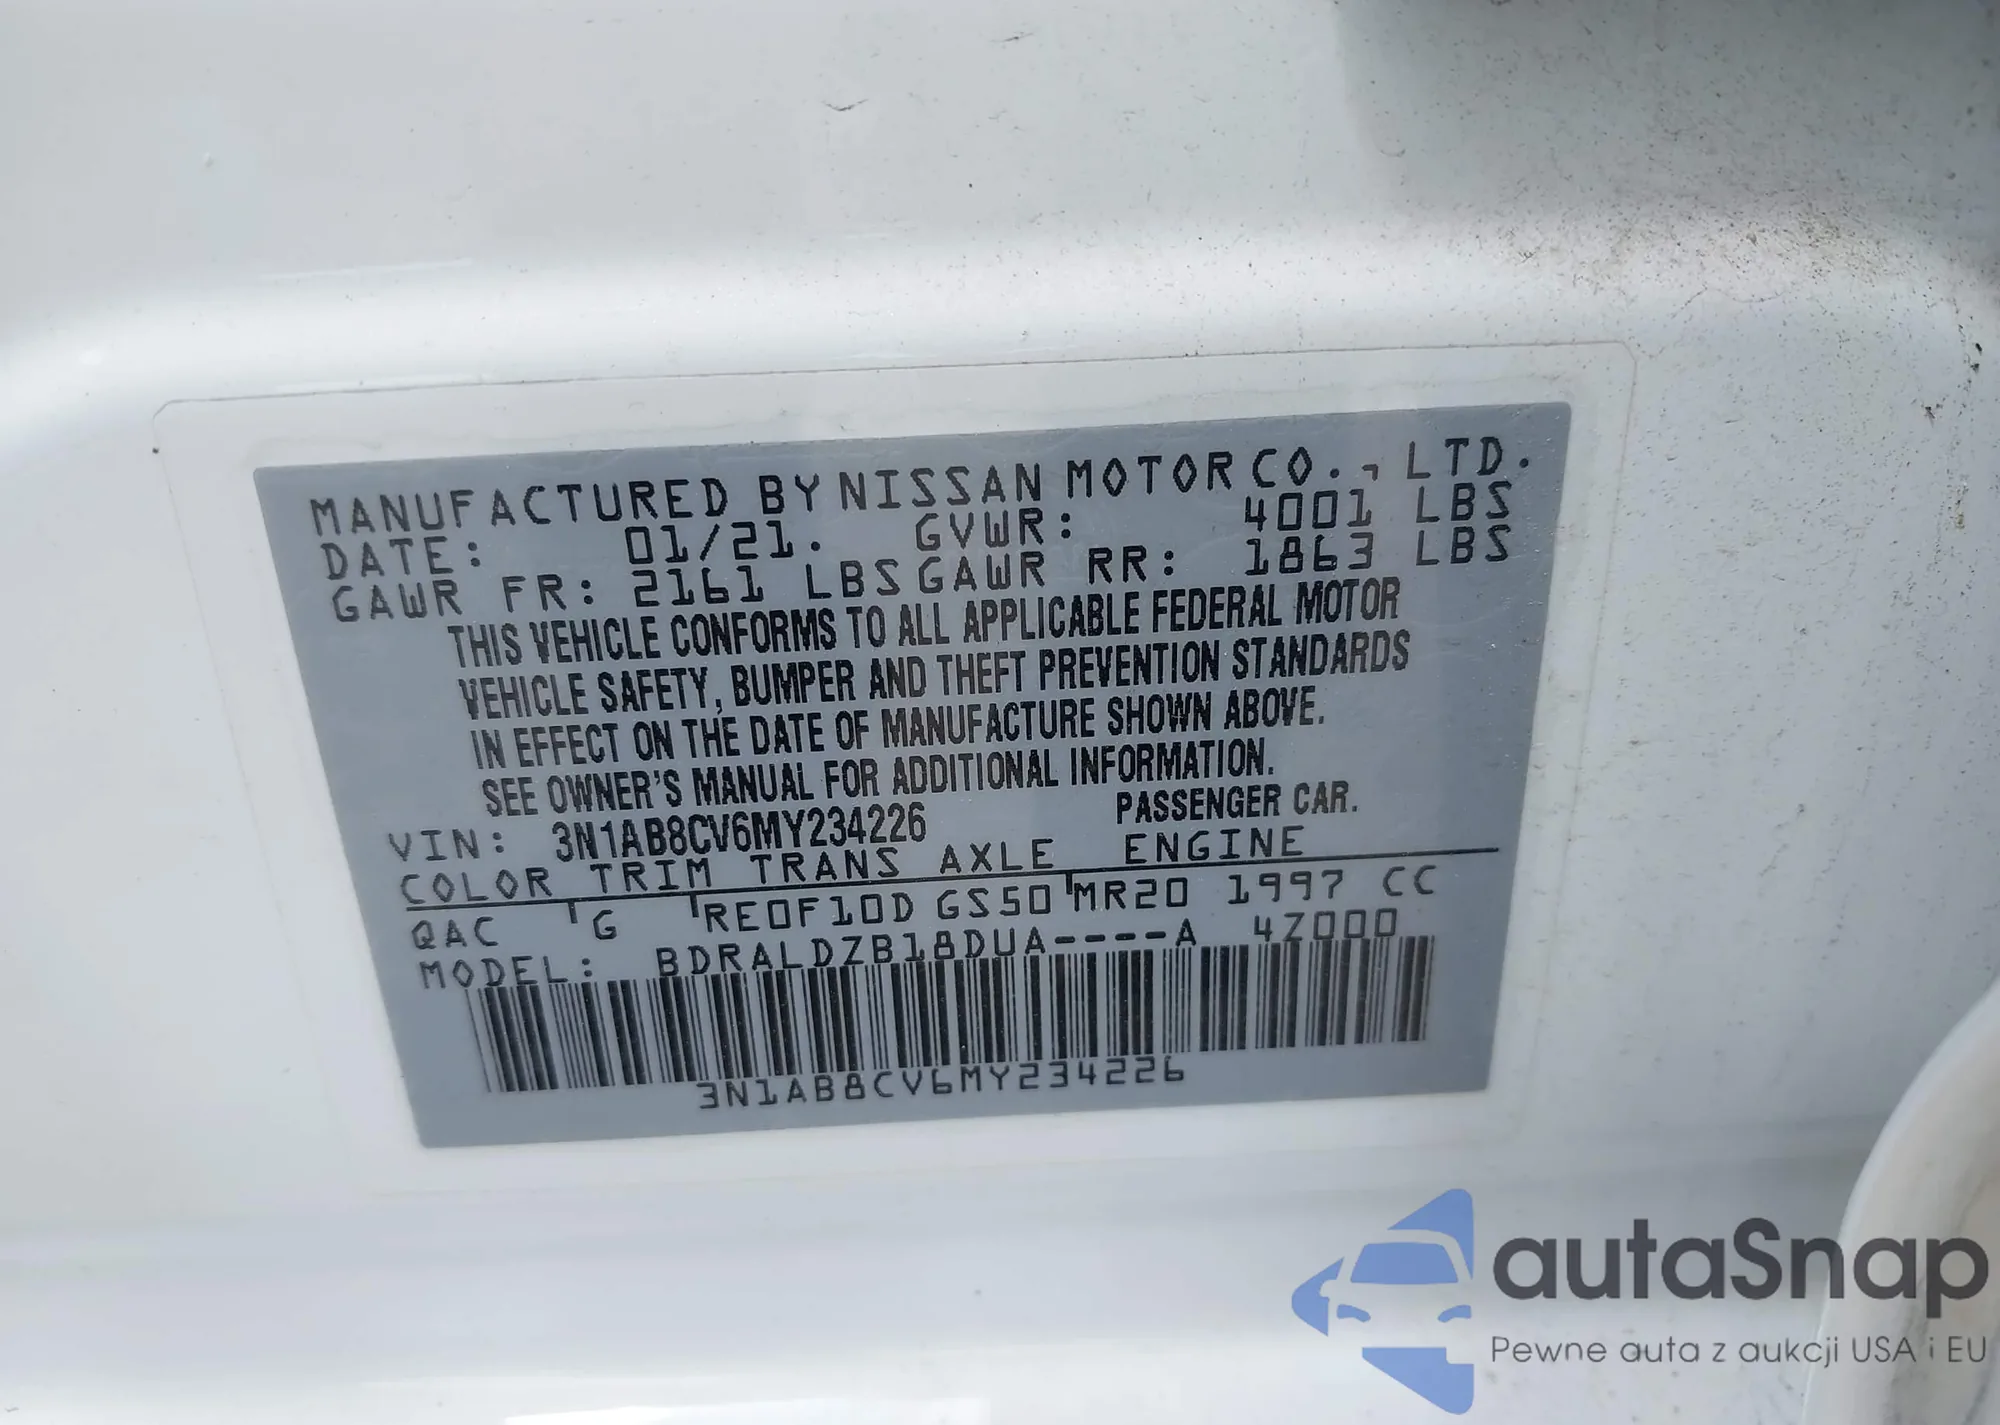 MANUFACTURED BY NISSAN MOTOR CO., LTD.
DATE: 01/21. GVWR: 4001 LBS
GAWR FR: 2161 LBS GAWR RR: 1863 LBS
THIS VEHICLE CONFORMS TO ALL APPLICABLE FEDERAL MOTOR
VEHICLE SAFETY, BUMPER AND THEFT PREVENTION STANDARDS
IN EFFECT ON THE DATE OF MANUFACTURE SHOWN ABOVE.
SEE OWNER'S MANUAL FOR ADDITIONAL INFORMATION.
VIN: 3N1AB8CV6MY234226 PASSENGER CAR.
COLOR TRIM TRANS AXLE ENGINE
QAC G RE0F10D GS50 MR20 1997 CC
MODEL: BDRALDZB18DUA----A 4Z000
3N1AB8CV6MY234226
autaSnap
Pewne auta z aukcji USA i EU